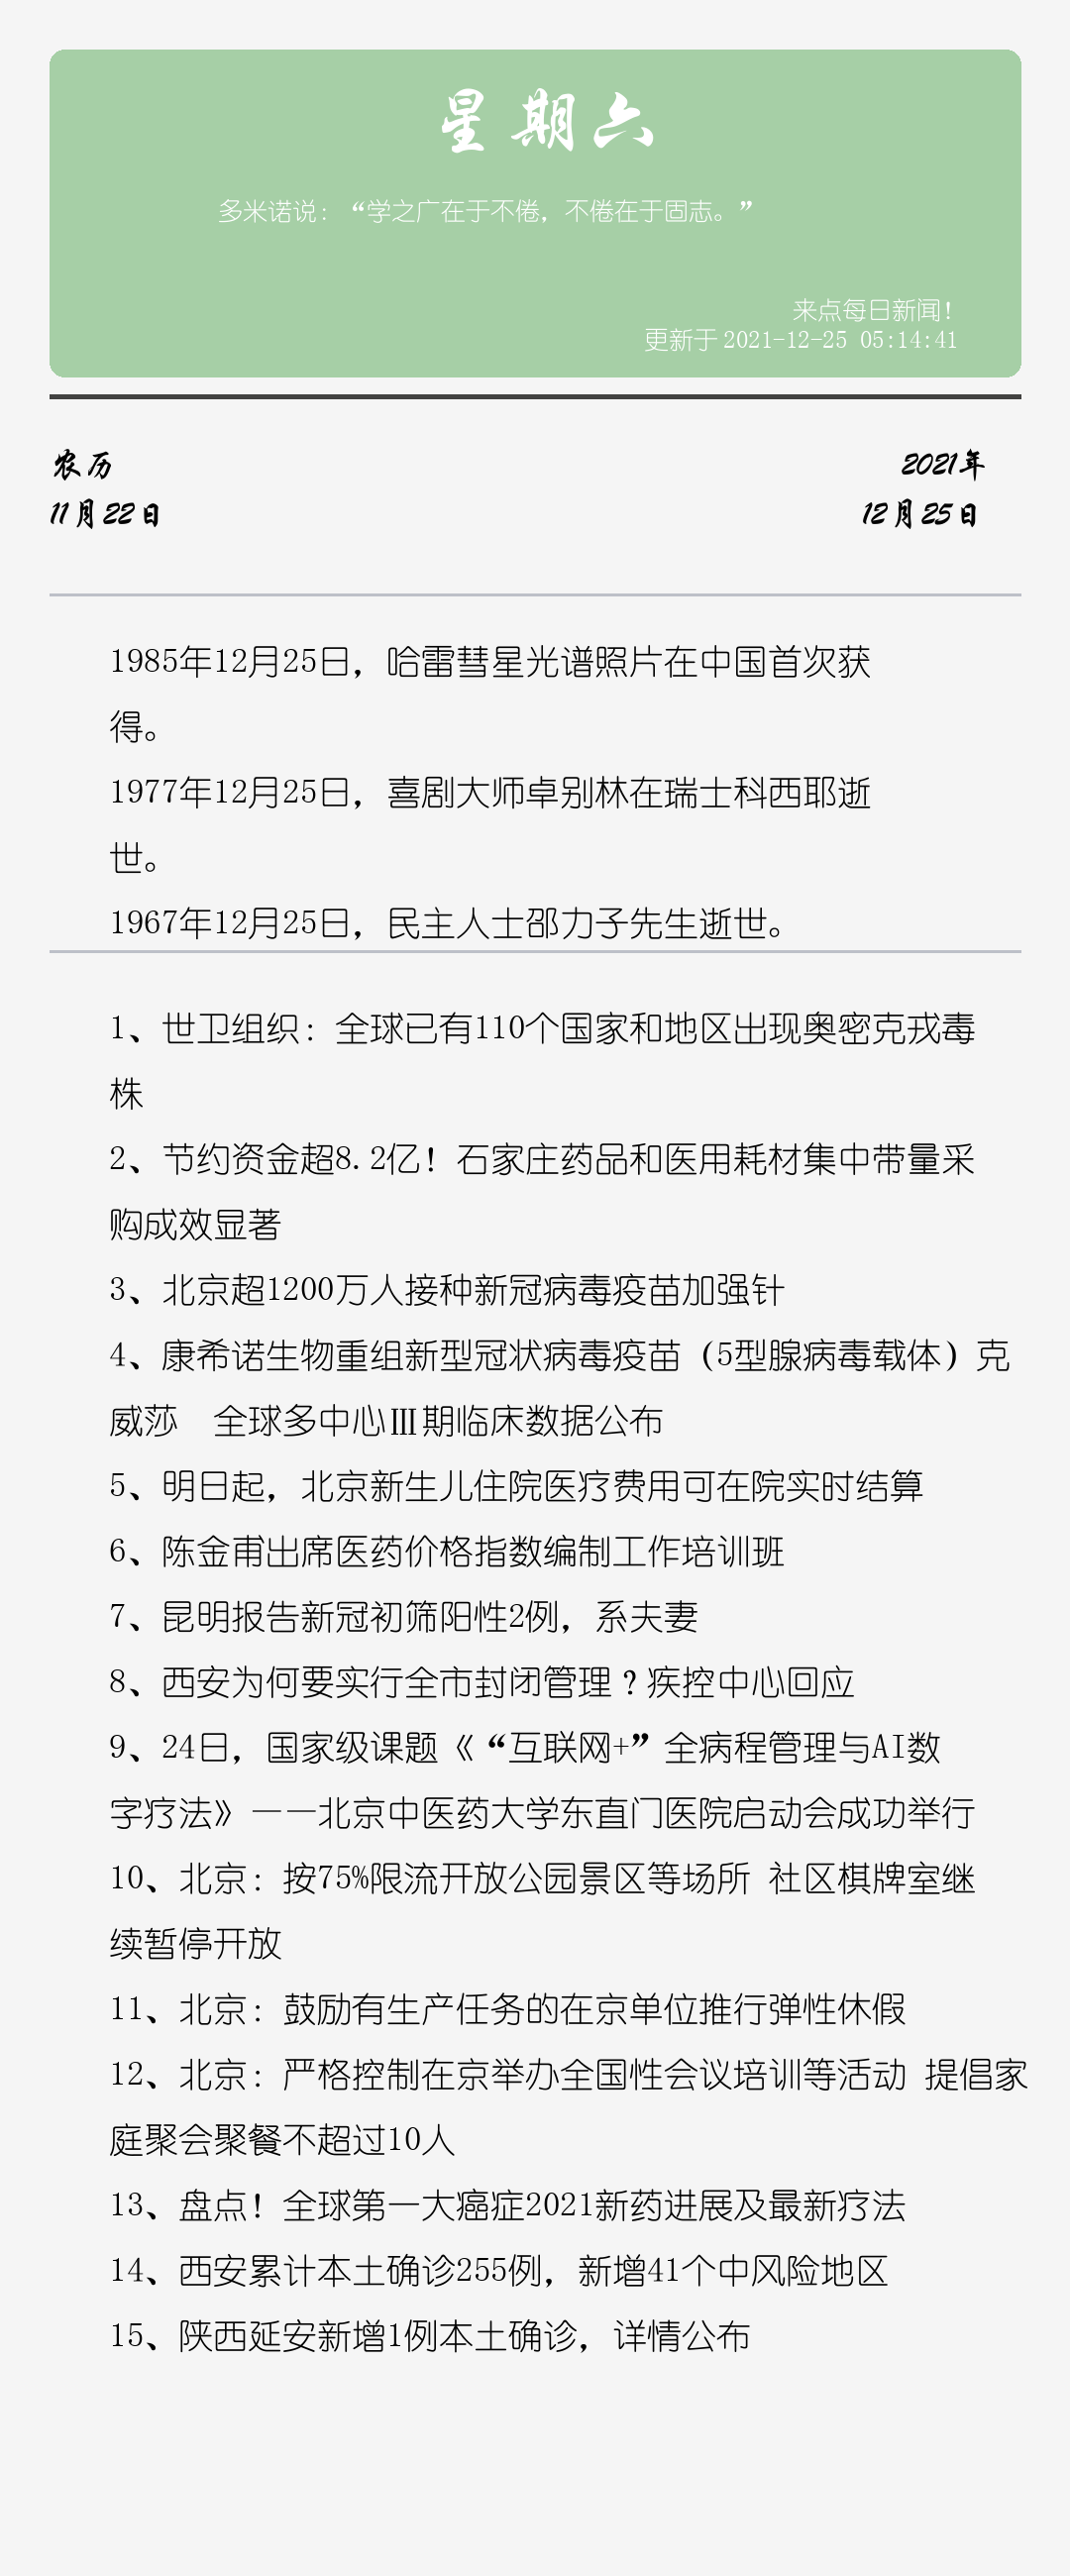 星期六
多米诺说：“学之广在于不倦，不倦在于固志。”
来点每日新闻！
更新于 2021-12-25 05:14:41
农历
2021年
11月22日
12月25日
1985年12月25日，哈雷彗星光谱照片在中国首次获
得。
1977年12月25日，喜剧大师卓别林在瑞士科西耶逝
世。
1967年12月25日，民主人士邵力子先生逝世。
1、世卫组织：全球已有110个国家和地区出现奥密克戎毒
株
2、节约资金超8.2亿！石家庄药品和医用耗材集中带量采
购成效显著
3、北京超1200万人接种新冠病毒疫苗加强针
4、康希诺生物重组新型冠状病毒疫苗（5型腺病毒载体）克
威莎　全球多中心Ⅲ期临床数据公布
5、明日起，北京新生儿住院医疗费用可在院实时结算
6、陈金甫出席医药价格指数编制工作培训班
7、昆明报告新冠初筛阳性2例，系夫妻
8、西安为何要实行全市封闭管理？疾控中心回应
9、24日，国家级课题《“互联网+”全病程管理与AI数
字疗法》——北京中医药大学东直门医院启动会成功举行
10、北京：按75%限流开放公园景区等场所 社区棋牌室继
续暂停开放
11、北京：鼓励有生产任务的在京单位推行弹性休假
12、北京：严格控制在京举办全国性会议培训等活动 提倡家
庭聚会聚餐不超过10人
13、盘点！全球第一大癌症2021新药进展及最新疗法
14、西安累计本土确诊255例，新增41个中风险地区
15、陕西延安新增1例本土确诊，详情公布